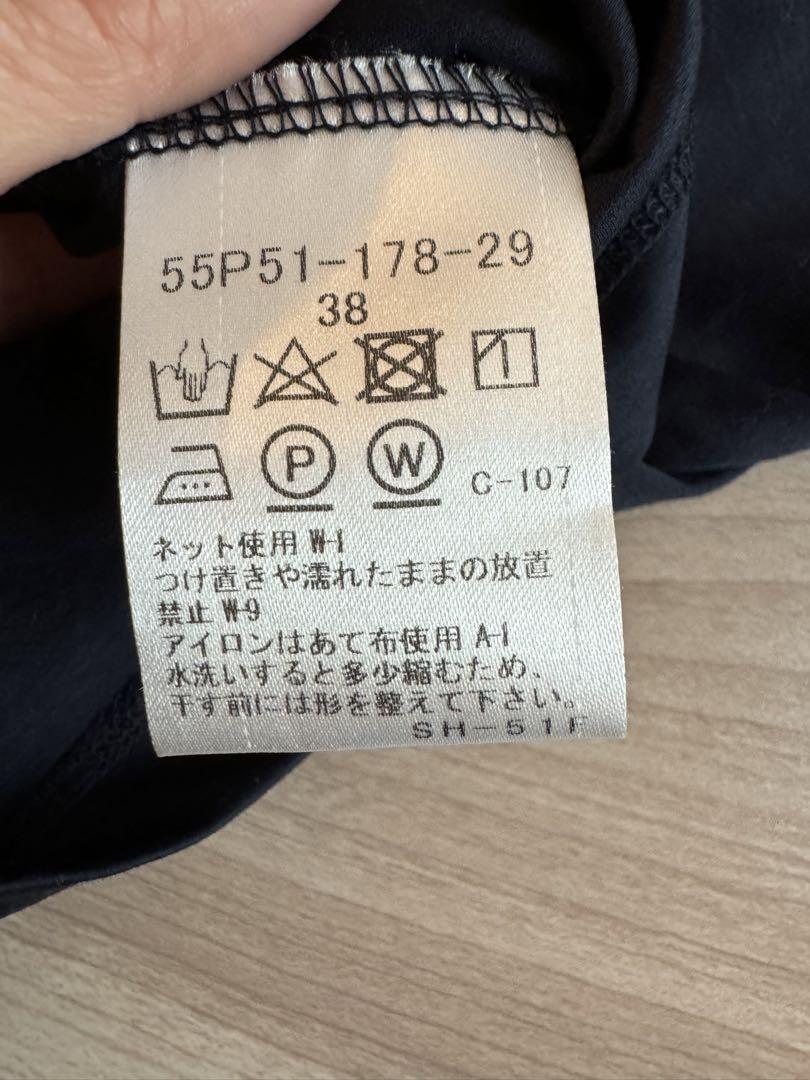 55P51-178-29
38
P W C-107
ネット使用 W-1
つけ置きや濡れたままの放置
禁止 W-9
アイロンはあて布使用 A-1
水洗いすると多少縮むため、
干す前には形を整えて下さい。
SH-51F